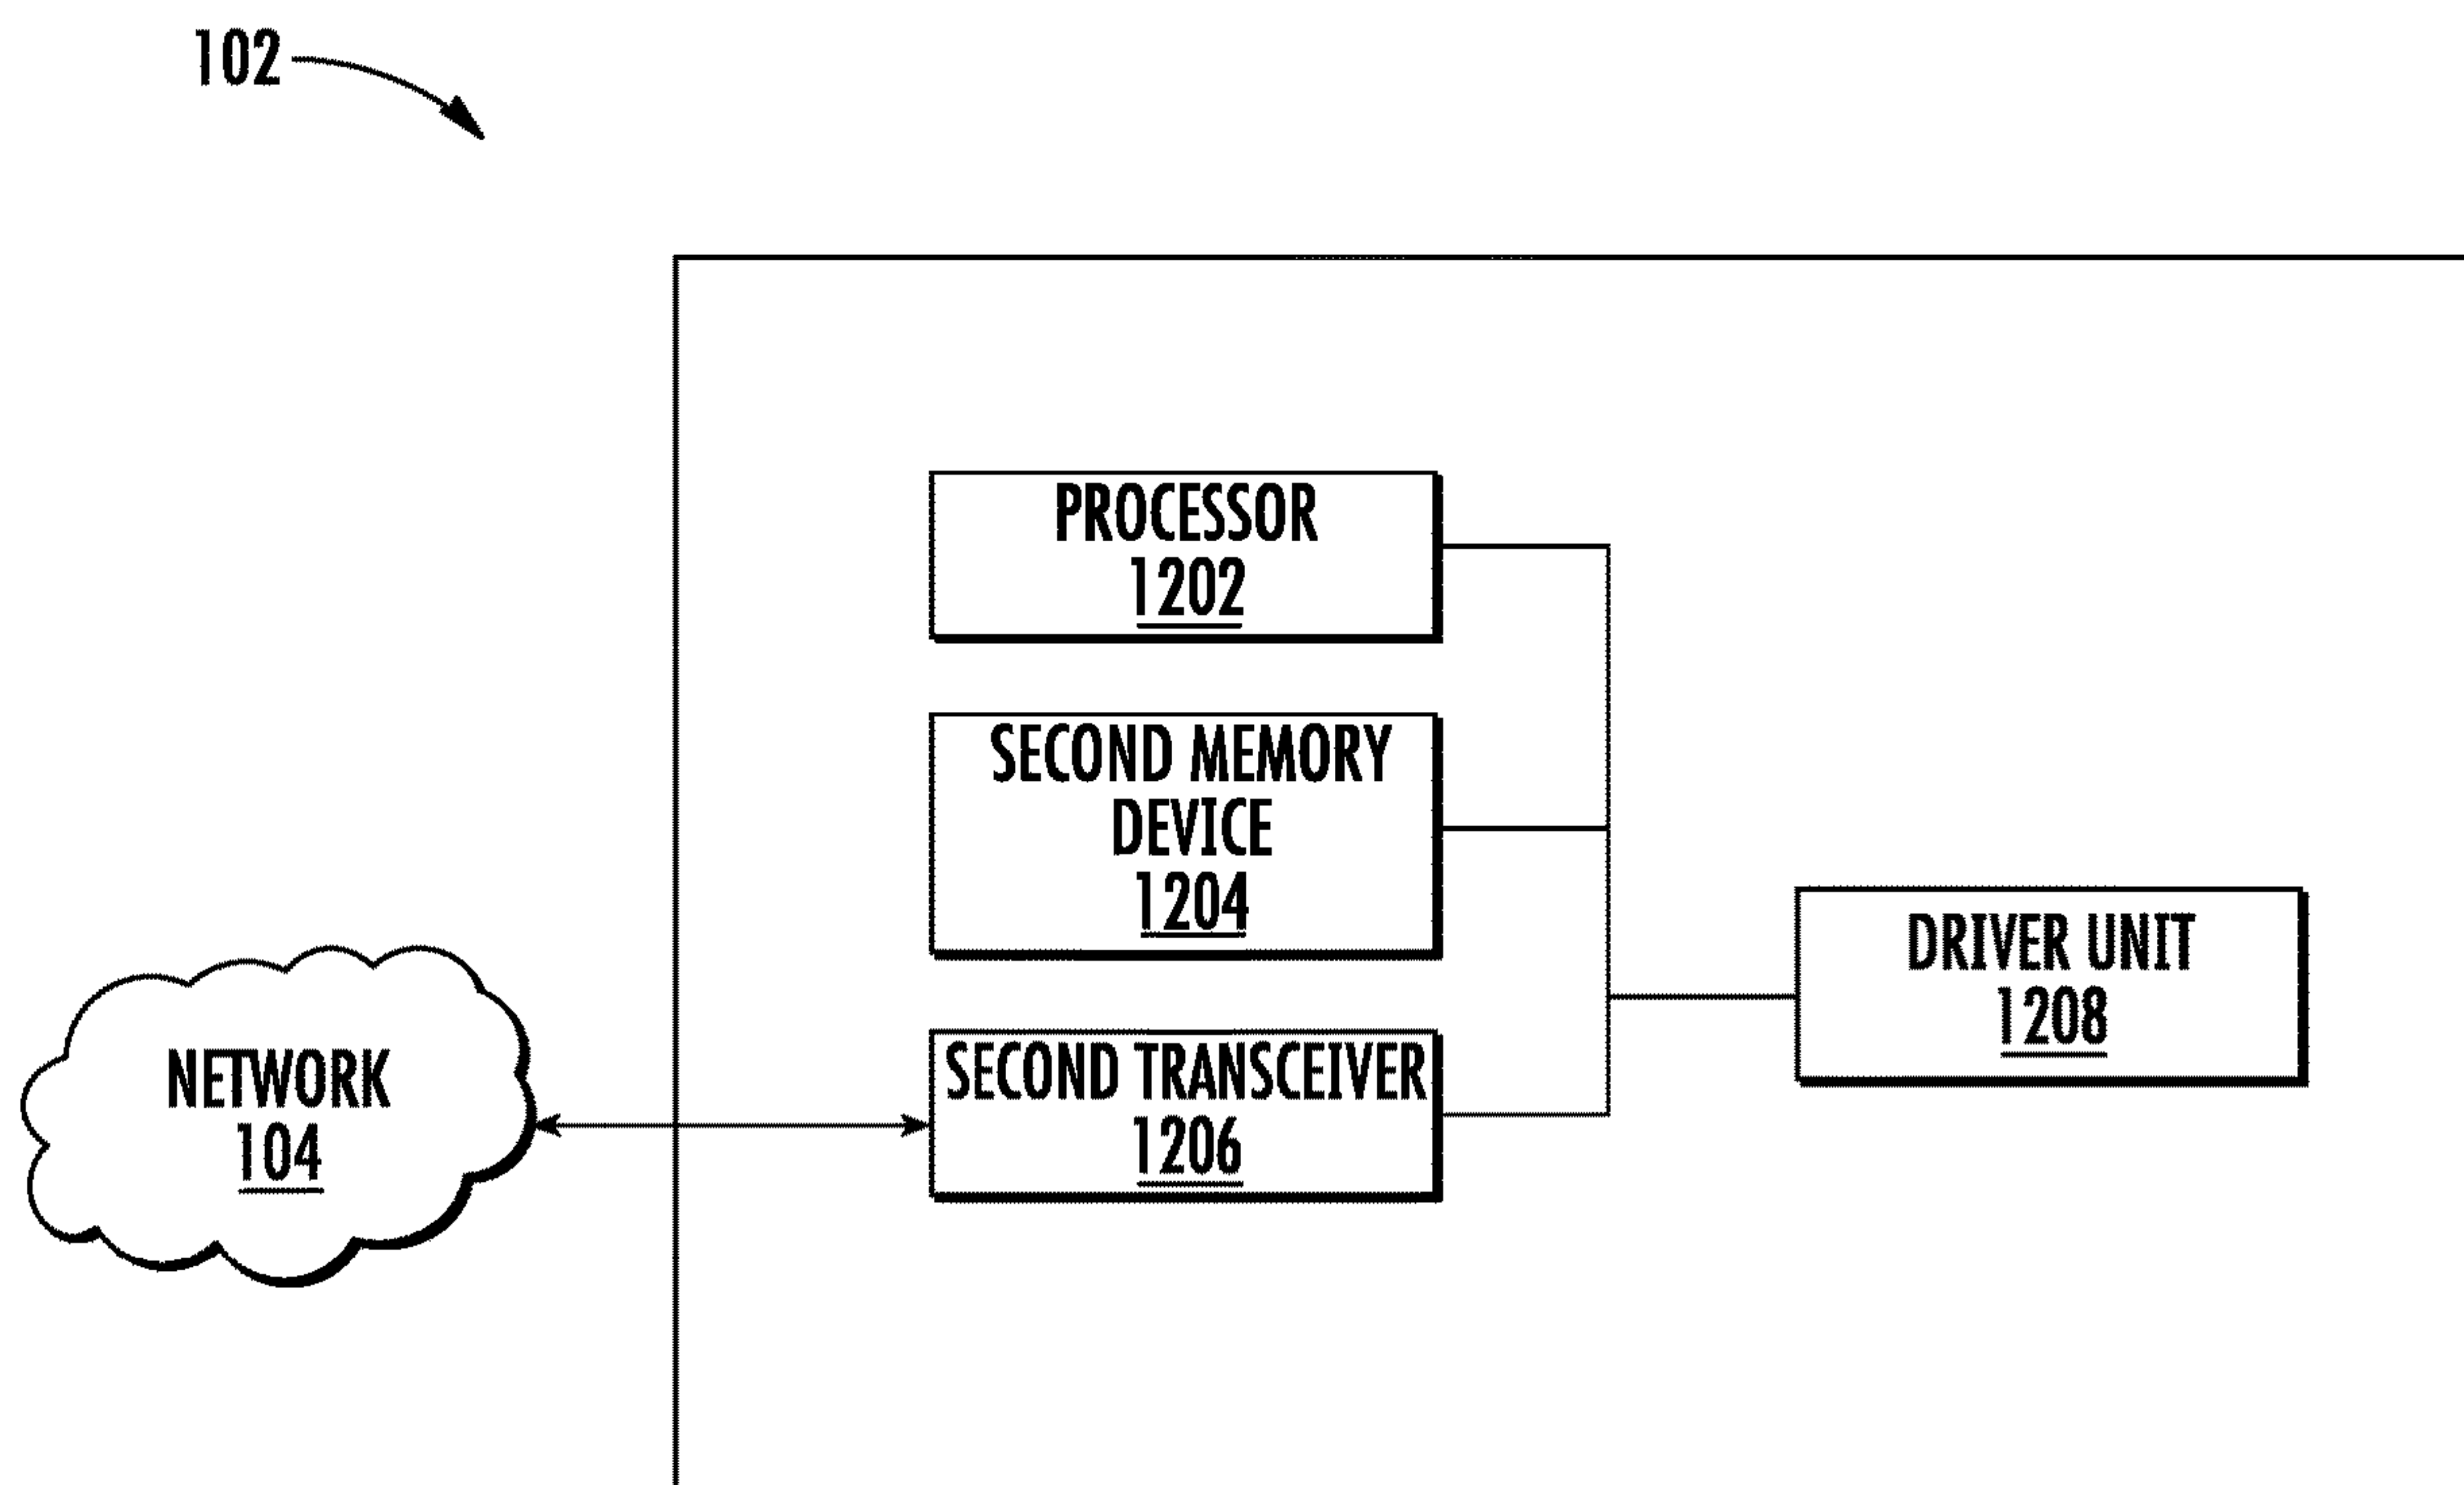 102
PROCESSOR
1202
SECOND MEMORY
DEVICE
1204
DRIVER UNIT
1208
SECOND TRANSCEIVER
1206
NETWORK
104